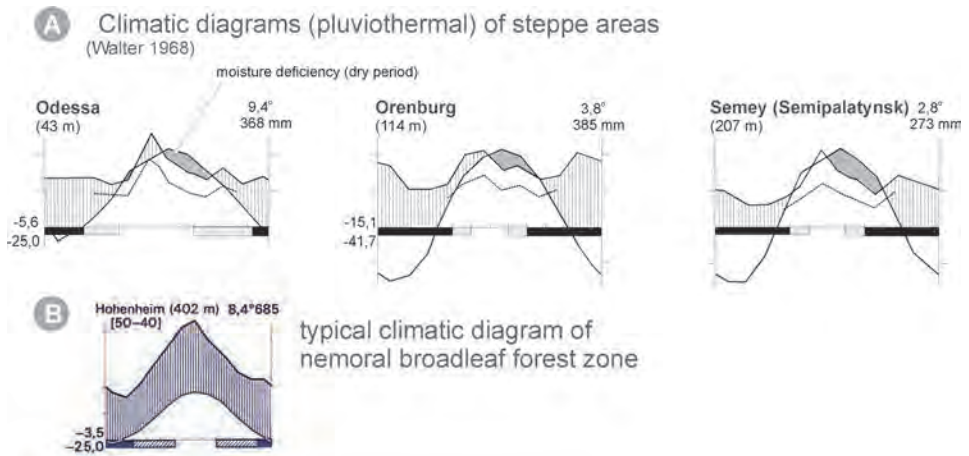 A Climatic diagrams (pluviothermal) of steppe areas
(Walter 1968)
moisture deficiency (dry period)
Odessa 9,4°
(43 m) 368 mm
-5,6
-25,0
Orenburg 3,8°
(114 m) 385 mm
-15,1
-41,7
Semey (Semipalatynsk) 2,8°
(207 m) 273 mm
B Hohenheim (402 m) 8,4°685
[50–40]
–3,5
–25,0
typical climatic diagram of
nemoral broadleaf forest zone